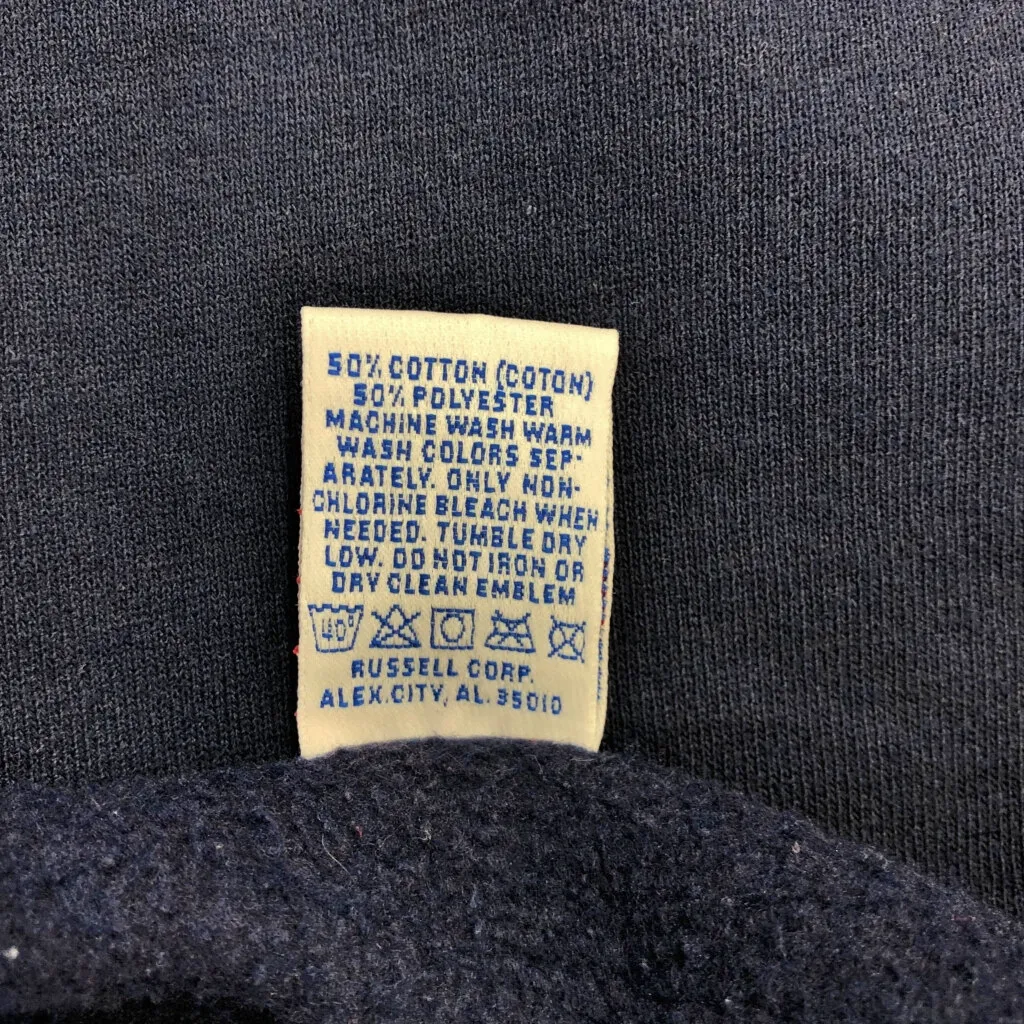 50% COTTON (COTON)
50% POLYESTER
MACHINE WASH WARM
WASH COLORS SEP-
ARATELY. ONLY NON-
CHLORINE BLEACH WHEN
NEEDED. TUMBLE DRY
LOW. DO NOT IRON OR
DRY CLEAN EMBLEM
40°
RUSSELL CORP.
ALEX.CITY, AL. 35010